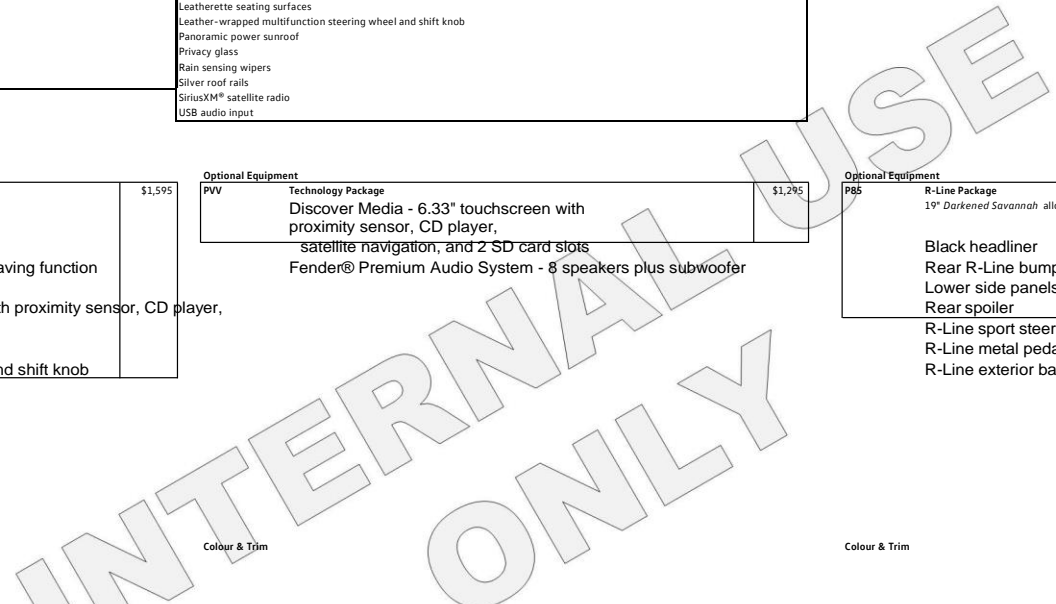 Leatherette seating surfaces
Leather-wrapped multifunction steering wheel and shift knob
Panoramic power sunroof
Privacy glass
Rain sensing wipers
Silver roof rails
SiriusXM® satellite radio
USB audio input
$1,595
aving function
th proximity sensor, CD player,
nd shift knob
Optional Equipment
PVV Technology Package $1,295
Discover Media - 6.33" touchscreen with
proximity sensor, CD player,
satellite navigation, and 2 SD card slots
Fender® Premium Audio System - 8 speakers plus subwoofer
Colour & Trim
Optional Equipment
P85 R-Line Package
19" Darkened Savannah allo
Black headliner
Rear R-Line bump
Lower side panels
Rear spoiler
R-Line sport steer
R-Line metal peda
R-Line exterior ba
Colour & Trim
INTERNAL USE
ONLY